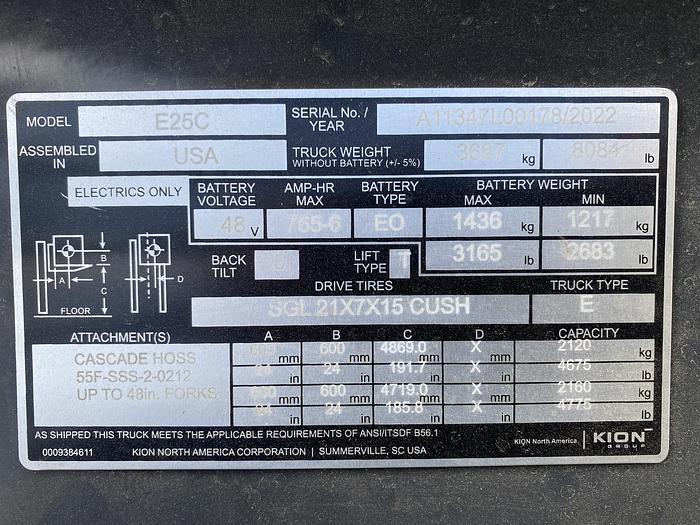 MODEL E25C SERIAL No. / YEAR A11347L00178/2022
ASSEMBLED IN USA TRUCK WEIGHT WITHOUT BATTERY (+/- 5%) kg 8084 lb
ELECTRICS ONLY BATTERY VOLTAGE AMP-HR MAX BATTERY TYPE BATTERY WEIGHT MAX MIN
48 V 765-6 EO 1436 kg 1217 kg
3165 lb 2683 lb
BACK TILT LIFT TYPE T
A B C D FLOOR
DRIVE TIRES TRUCK TYPE
SGL 21X7X15 CUSH E
ATTACHMENT(S) A B C D CAPACITY
CASCADE HOSS
55F-SSS-2-0212
UP TO 48in. FORKS
mm 600 mm 4869.0 mm X mm 2120 kg
in 24 in 191.7 in X in 4675 lb
mm 600 mm 4719.0 mm X mm 2160 kg
in 24 in 185.8 in X in 4775 lb
AS SHIPPED THIS TRUCK MEETS THE APPLICABLE REQUIREMENTS OF ANSI/ITSDF B56.1
0009384611 KION NORTH AMERICA CORPORATION | SUMMERVILLE, SC USA
KION North America | KION GROUP